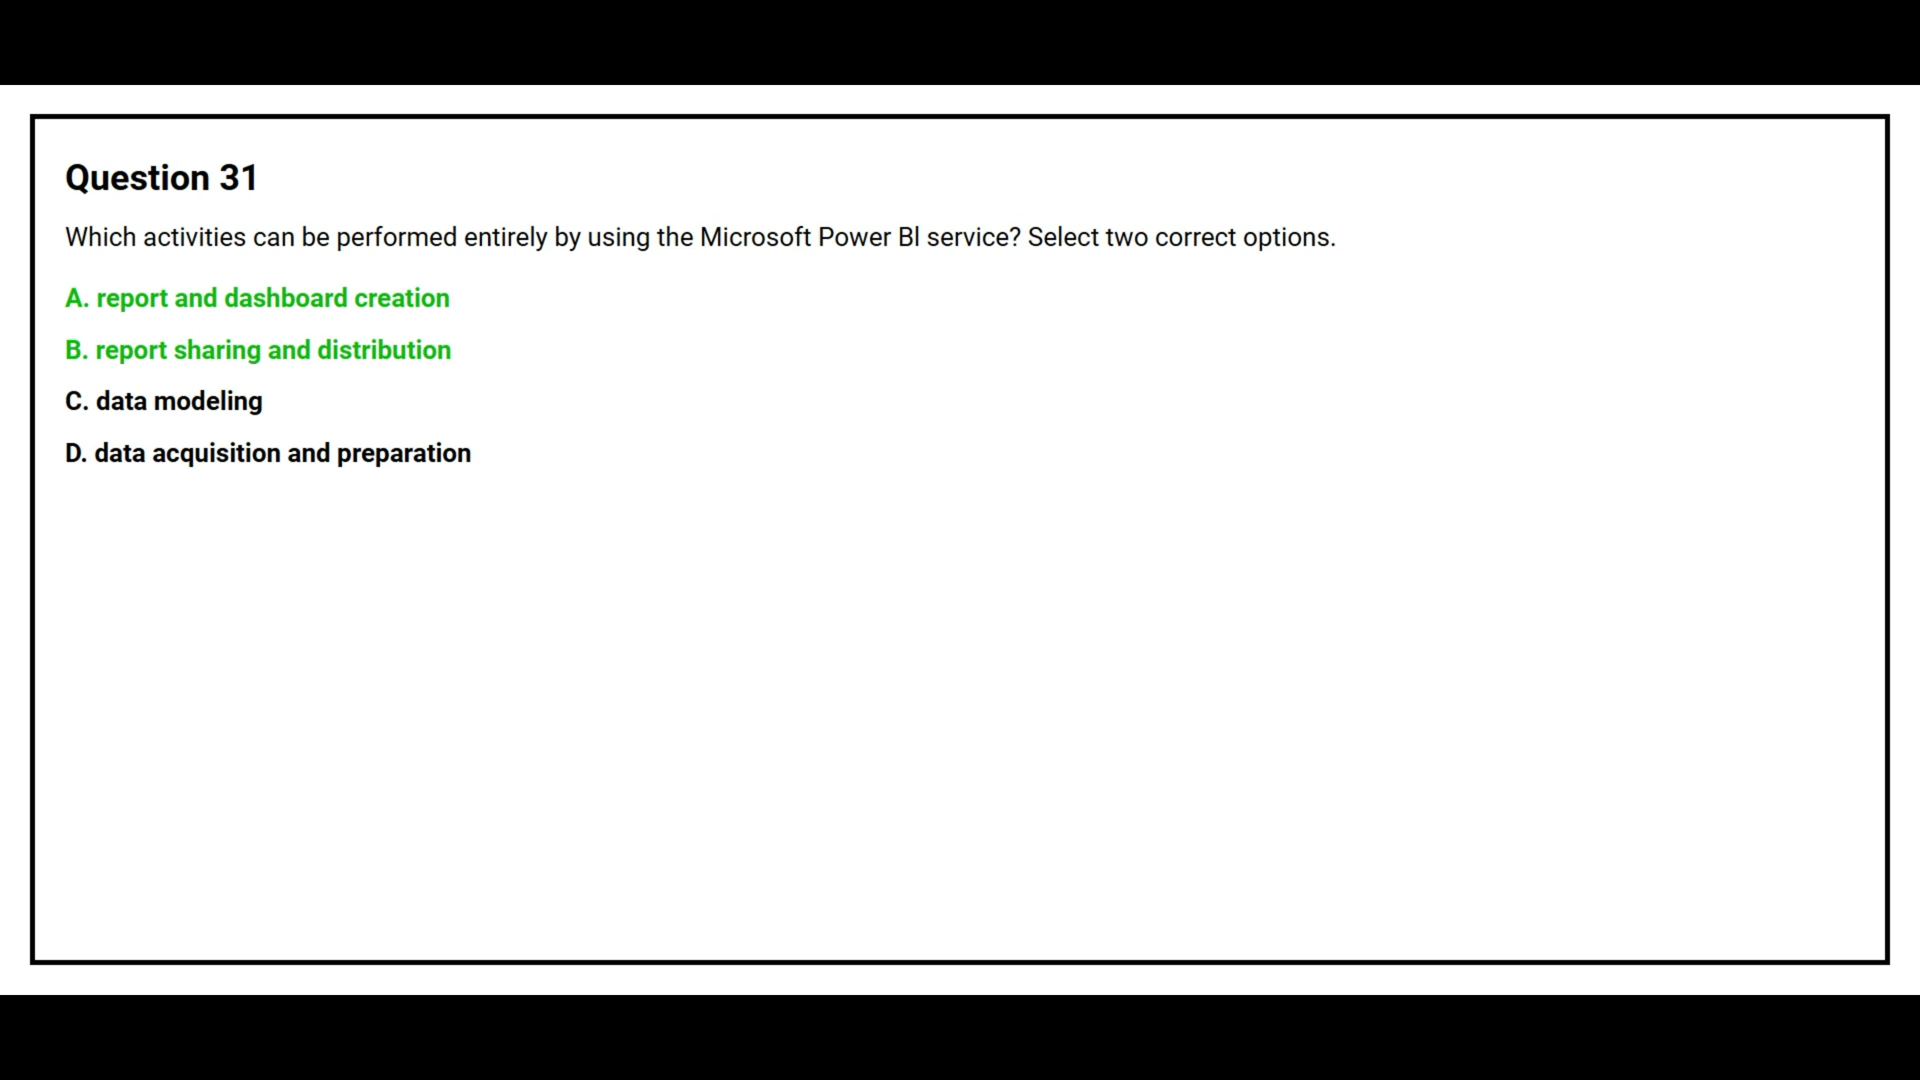 Question 31
Which activities can be performed entirely by using the Microsoft Power Bl service? Select two correct options.
A. report and dashboard creation
B. report sharing and distribution
C. data modeling
D. data acquisition and preparation